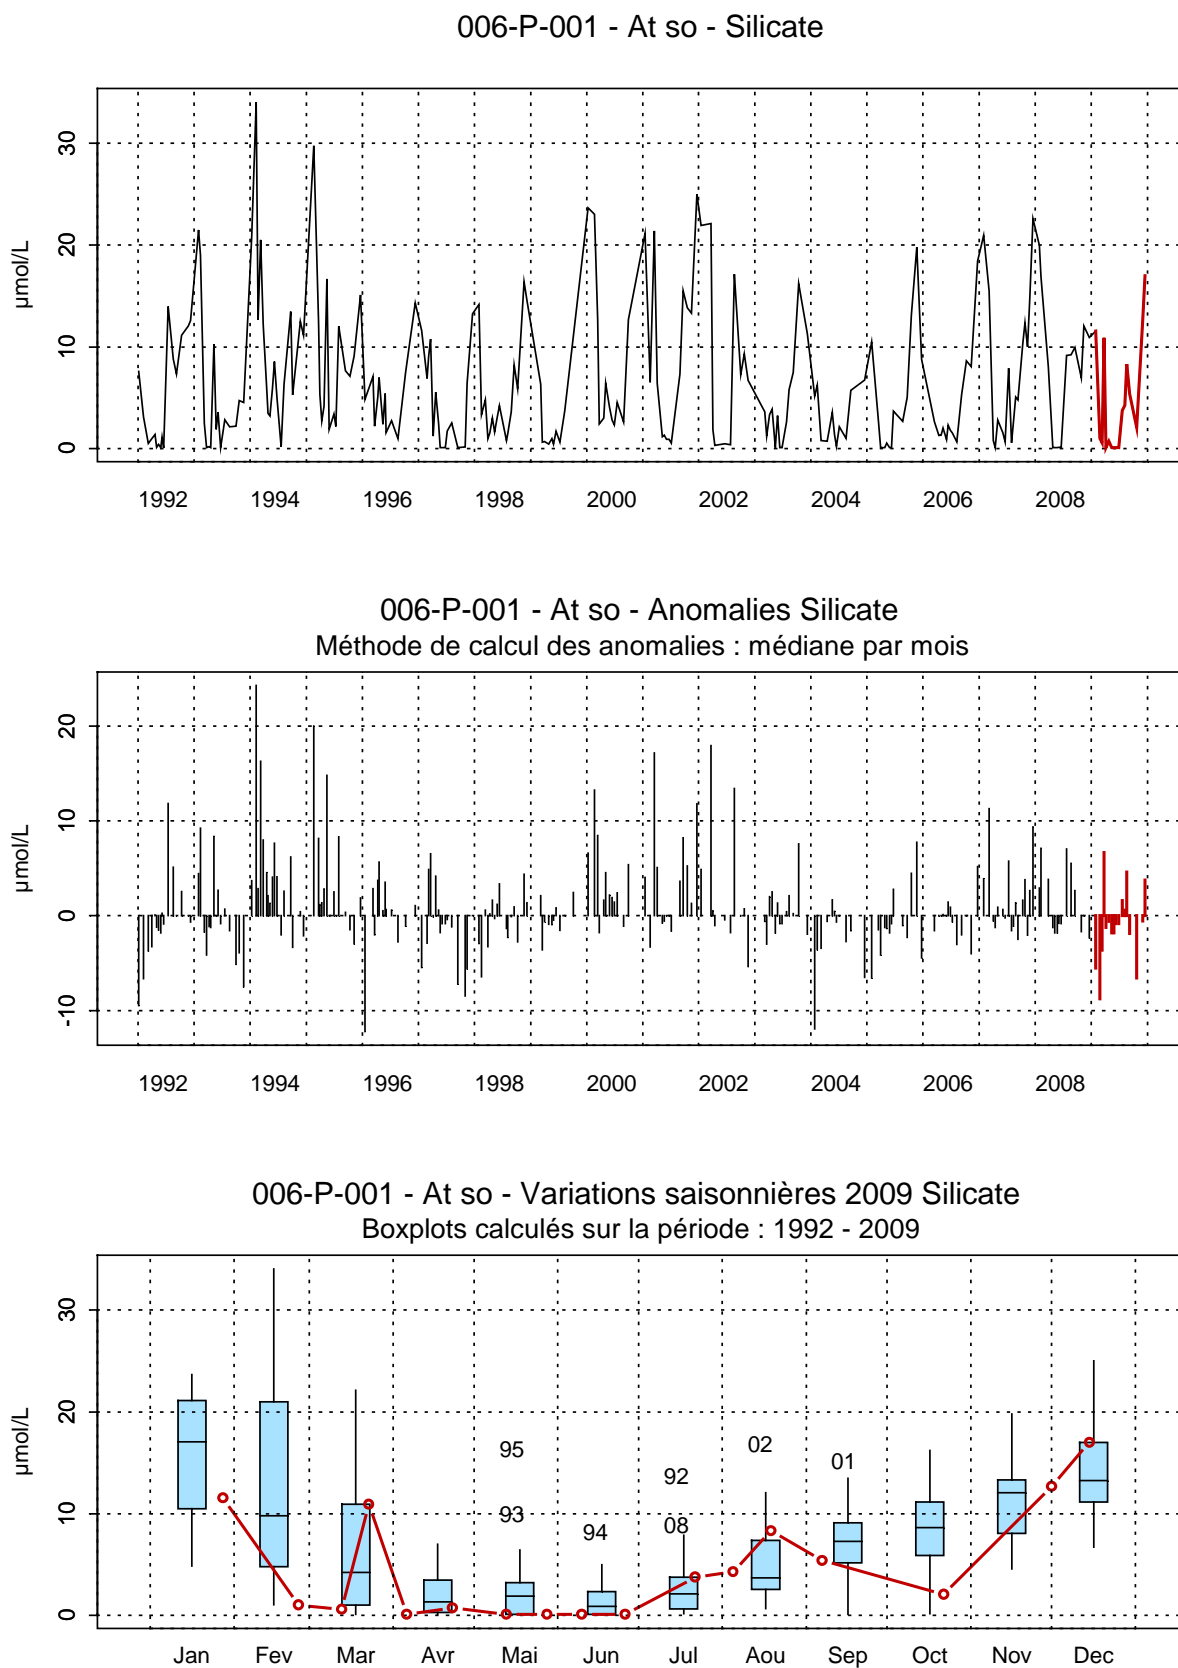 006-P-001 - At so - Silicate
30
20
10
0
µmol/L
1992 1994 1996 1998 2000 2002 2004 2006 2008
006-P-001 - At so - Anomalies Silicate
Méthode de calcul des anomalies : médiane par mois
20
10
0
-10
µmol/L
1992 1994 1996 1998 2000 2002 2004 2006 2008
006-P-001 - At so - Variations saisonnières 2009 Silicate
Boxplots calculés sur la période : 1992 - 2009
30
20
10
0
µmol/L
95
93
94
92
08
02
01
Jan Fev Mar Avr Mai Jun Jul Aou Sep Oct Nov Dec